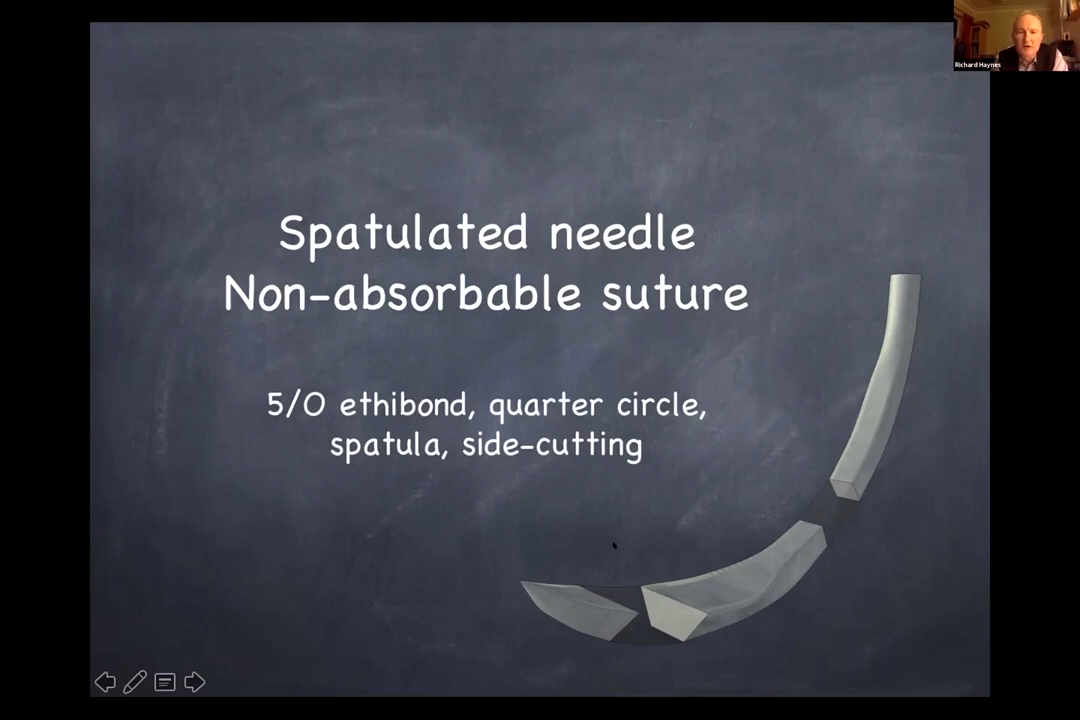 Richard Haynes
Spatulated needle
Non-absorbable suture
5/0 ethibond, quarter circle,
spatula, side-cutting